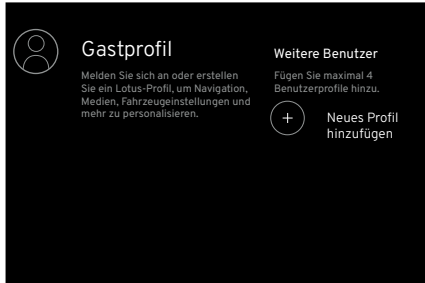 Gastprofil
Melden Sie sich an oder erstellen
Sie ein Lotus-Profil, um Navigation,
Medien, Fahrzeugeinstellungen und
mehr zu personalisieren.
Weitere Benutzer
Fügen Sie maximal 4
Benutzerprofile hinzu.
Neues Profil
hinzufügen